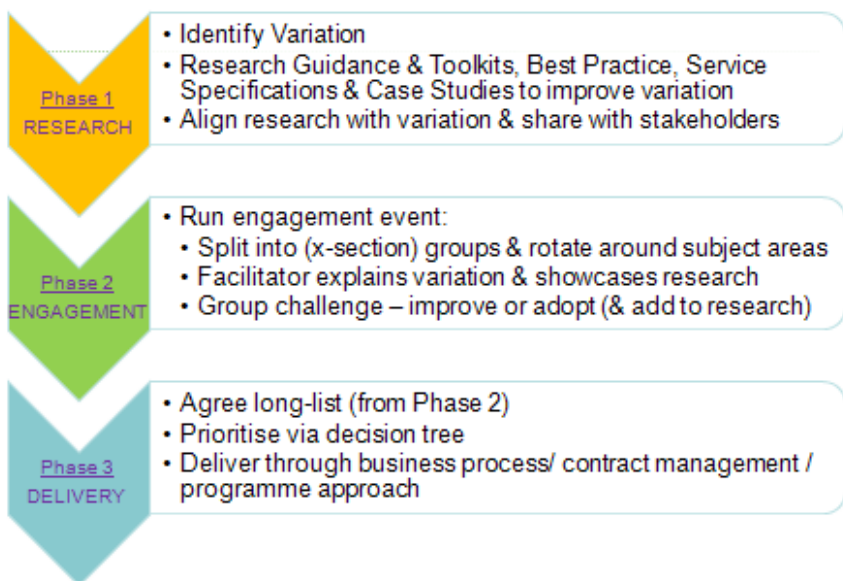 Phase 1
RESEARCH
• Identify Variation
• Research Guidance & Toolkits, Best Practice, Service
Specifications & Case Studies to improve variation
• Align research with variation & share with stakeholders
Phase 2
ENGAGEMENT
• Run engagement event:
• Split into (x-section) groups & rotate around subject areas
• Facilitator explains variation & showcases research
• Group challenge – improve or adopt (& add to research)
Phase 3
DELIVERY
• Agree long-list (from Phase 2)
• Prioritise via decision tree
• Deliver through business process/ contract management /
programme approach